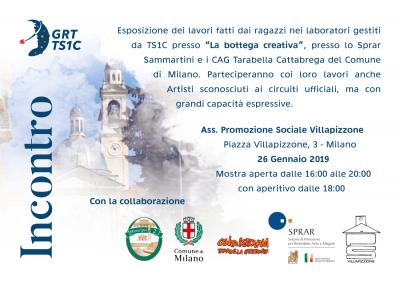 GRT
TS1C
Esposizione dei lavori fatti dai ragazzi nei laboratori gestiti
da TS1C presso "La bottega creativa", presso lo Sprar
Sammartini e i CAG Tarabella Cattabrega del Comune
di Milano. Parteciperanno coi loro lavori anche
Artisti sconosciuti ai circuiti ufficiali, ma con
grandi capacità espressive.
Incontro
Ass. Promozione Sociale Villapizzone
Piazza Villapizzone, 3 - Milano
26 Gennaio 2019
Mostra aperta dalle 16:00 alle 20:00
con aperitivo dalle 18:00
Con la collaborazione
Comune di
Milano
SPRAR
VILLAPIZZONE